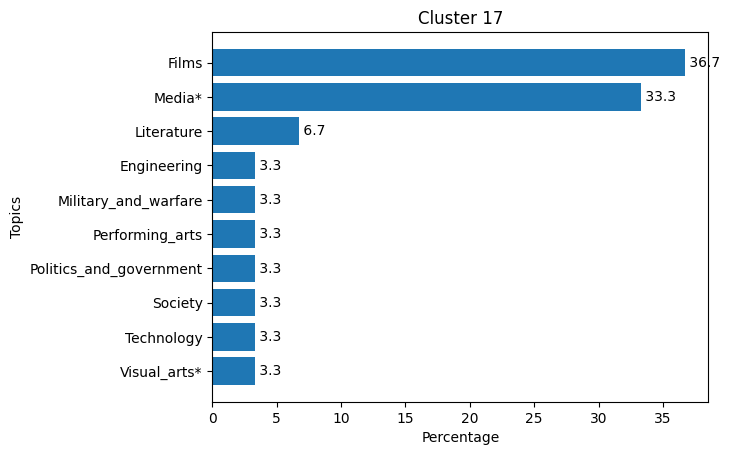 Cluster 17
Films 36.7
Media* 33.3
Literature 6.7
Engineering 3.3
Military_and_warfare 3.3
Performing_arts 3.3
Politics_and_government 3.3
Society 3.3
Technology 3.3
Visual_arts* 3.3
Topics
0 5 10 15 20 25 30 35
Percentage